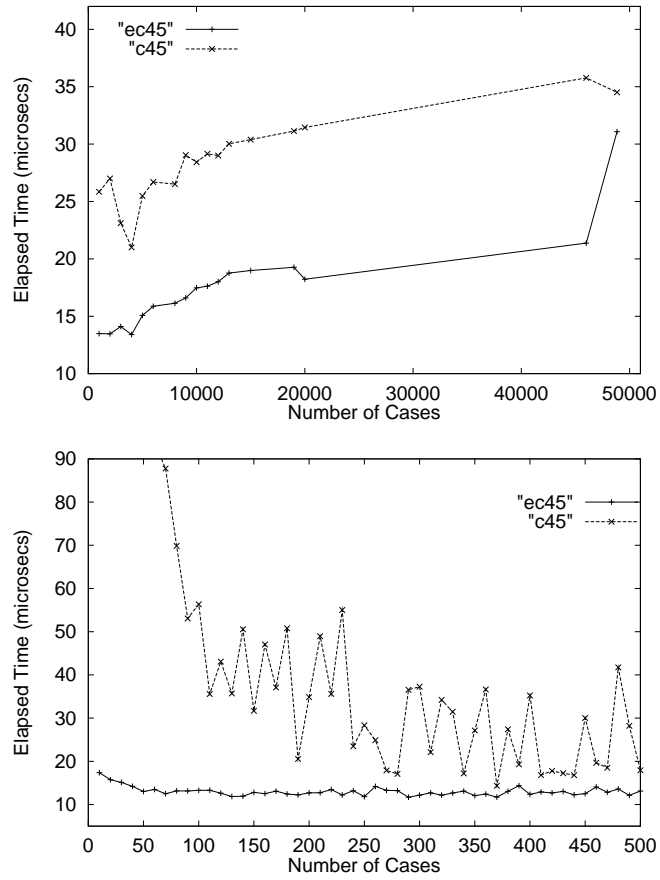 40
35
30
25
20
15
10
Elapsed Time (microsecs)
"ec45"
"c45"
0 10000 20000 30000 40000 50000
Number of Cases
90
80
70
60
50
40
30
20
10
Elapsed Time (microsecs)
"ec45"
"c45"
0 50 100 150 200 250 300 350 400 450 500
Number of Cases